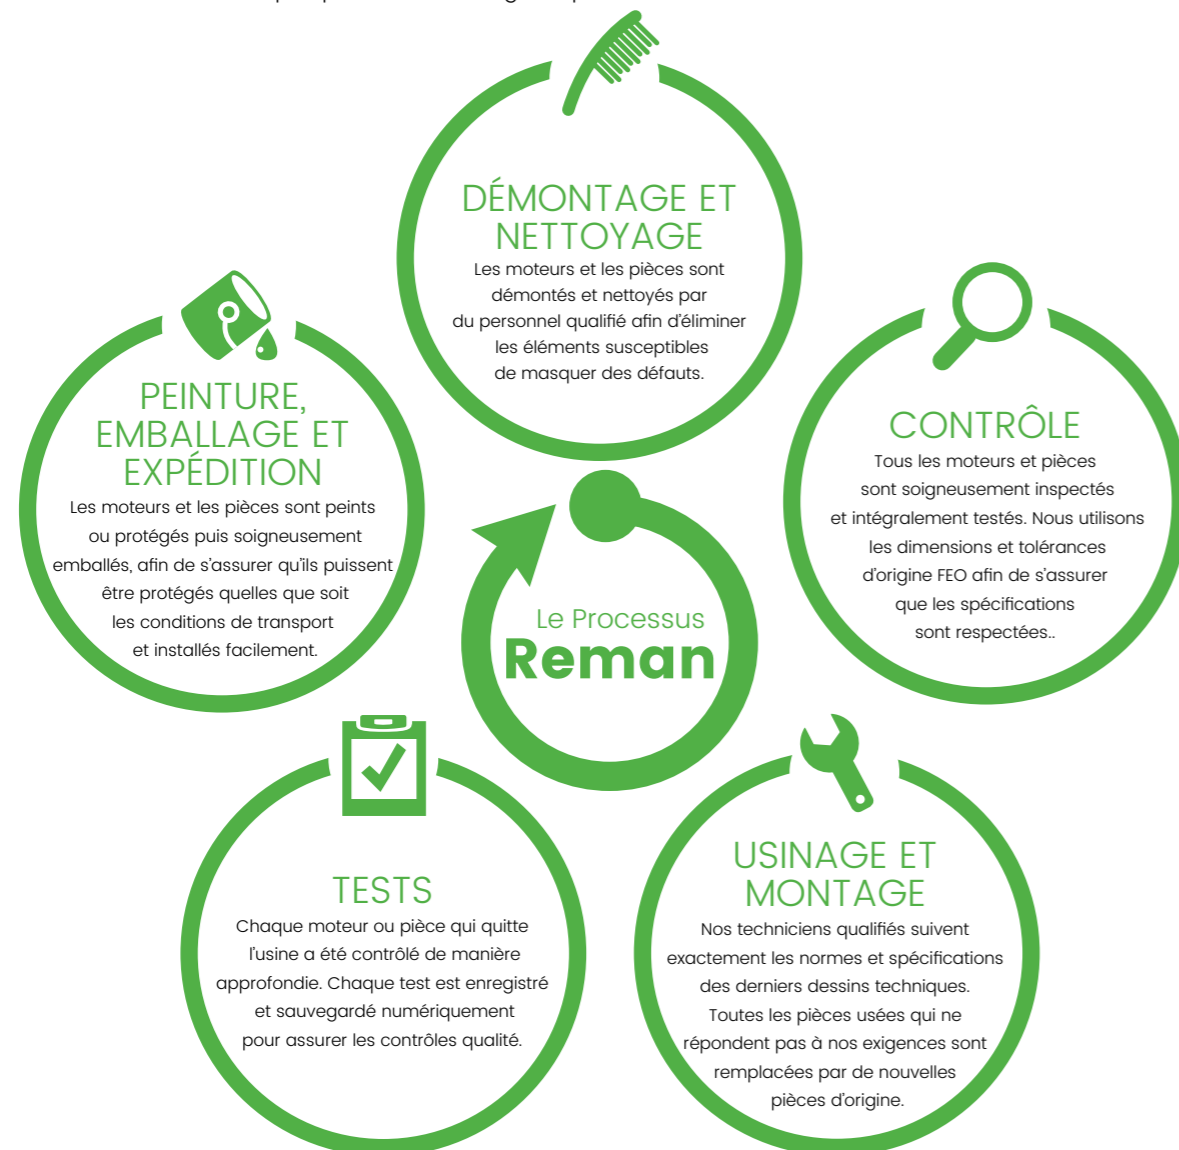 DÉMONTAGE ET
NETTOYAGE
Les moteurs et les pièces sont
démontés et nettoyés par
du personnel qualifié afin d'éliminer
les éléments susceptibles
de masquer des défauts.
CONTRÔLE
Tous les moteurs et pièces
sont soigneusement inspectés
et intégralement testés. Nous utilisons
les dimensions et tolérances
d'origine FEO afin de s'assurer
que les spécifications
sont respectées..
USINAGE ET
MONTAGE
Nos techniciens qualifiés suivent
exactement les normes et spécifications
des derniers dessins techniques.
Toutes les pièces usées qui ne
répondent pas à nos exigences sont
remplacées par de nouvelles
pièces d'origine.
TESTS
Chaque moteur ou pièce qui quitte
l'usine a été contrôlé de manière
approfondie. Chaque test est enregistré
et sauvegardé numériquement
pour assurer les contrôles qualité.
PEINTURE,
EMBALLAGE ET
EXPÉDITION
Les moteurs et les pièces sont peints
ou protégés puis soigneusement
emballés, afin de s'assurer qu'ils puissent
être protégés quelles que soit
les conditions de transport
et installés facilement.
Le Processus
Reman